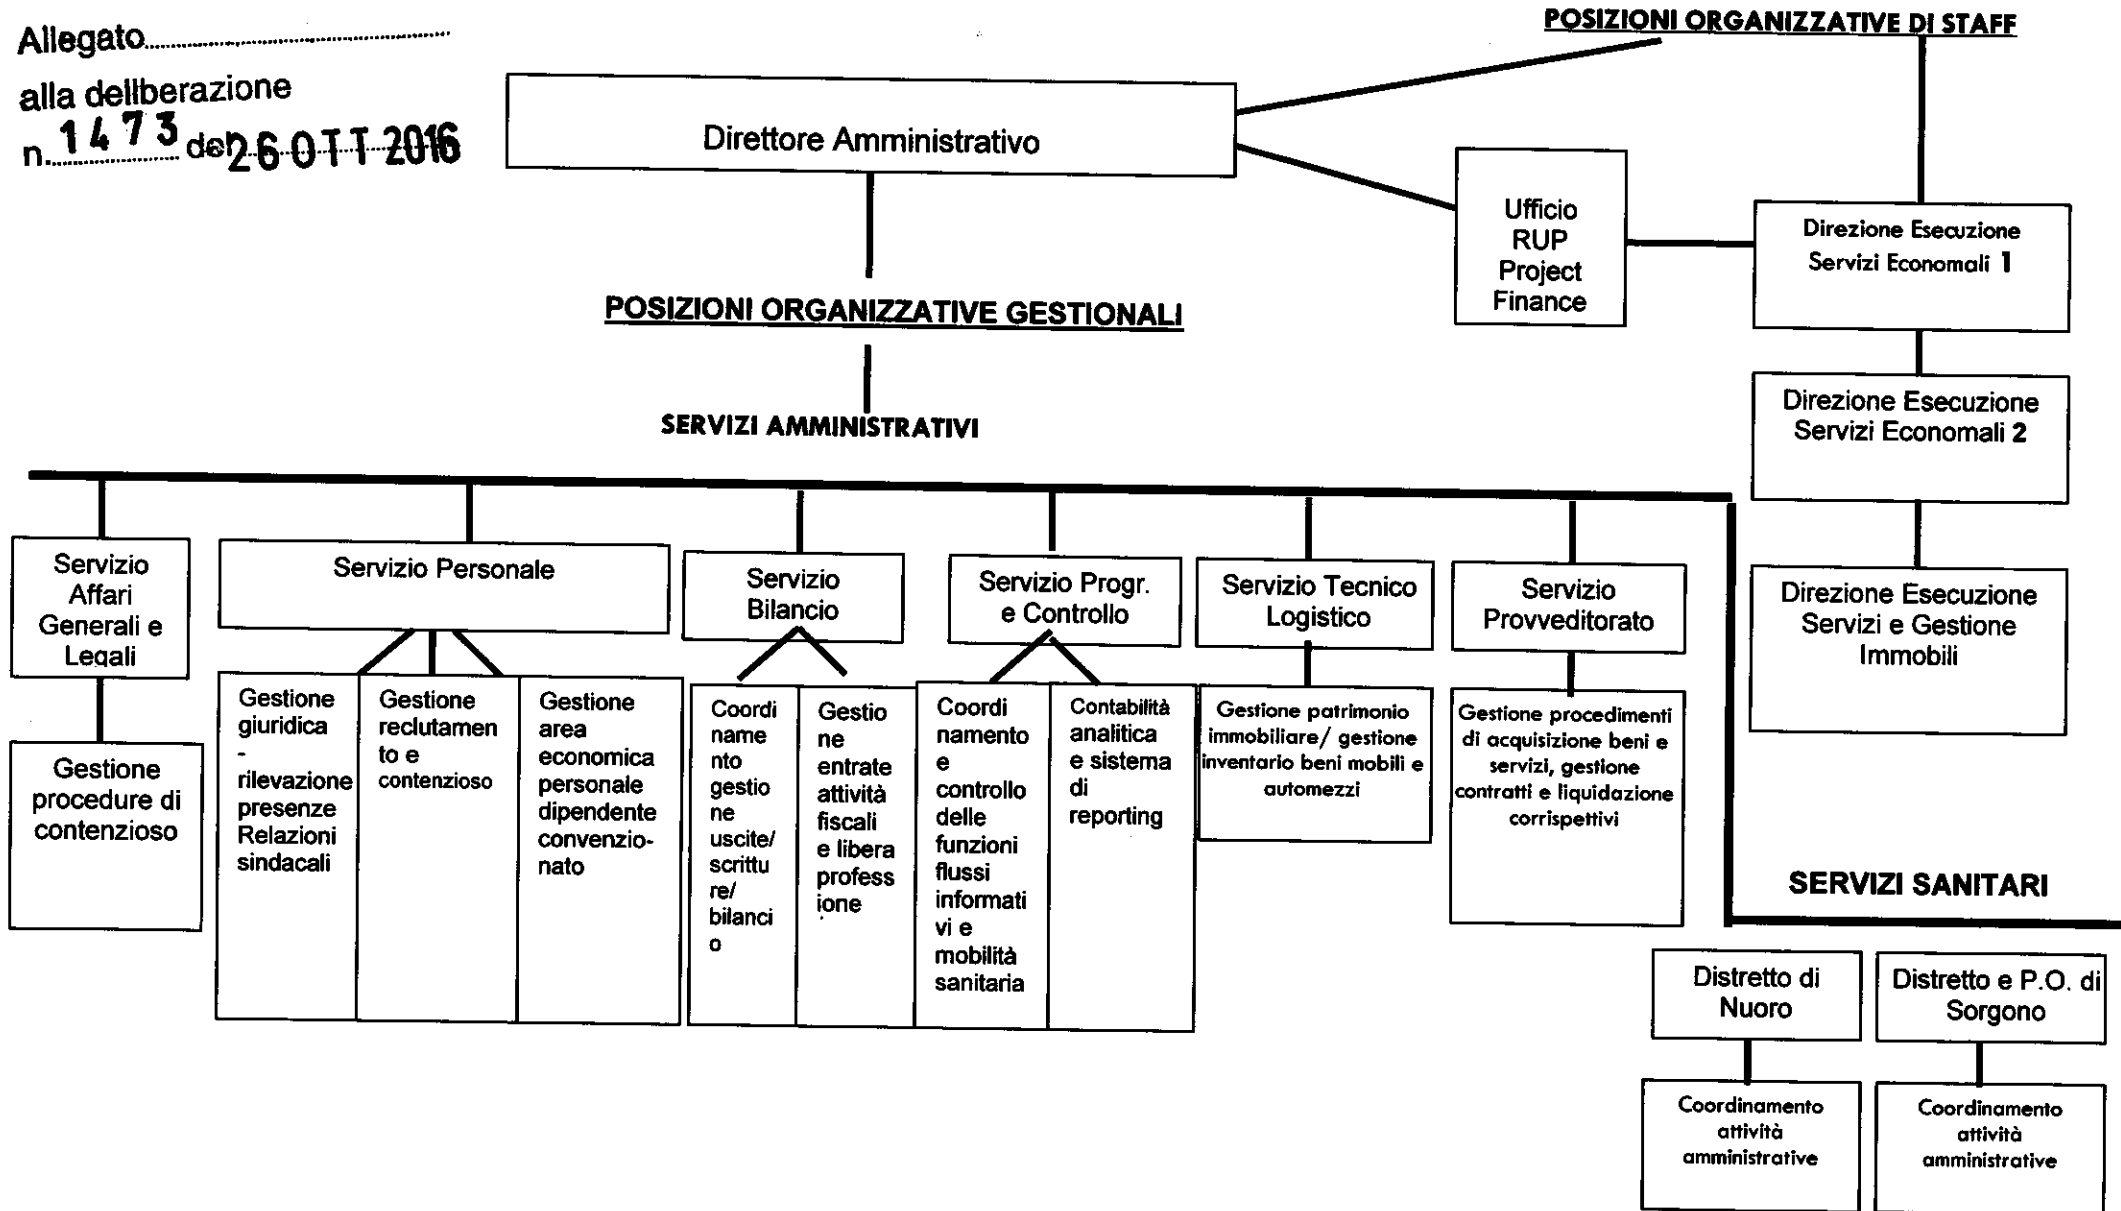 Allegato
alla deliberazione
n. 1473 del 26 OTT 2016
POSIZIONI ORGANIZZATIVE DI STAFF
Direttore Amministrativo
Ufficio
RUP
Project
Finance
Direzione Esecuzione
Servizi Economali 1
POSIZIONI ORGANIZZATIVE GESTIONALI
Direzione Esecuzione
Servizi Economali 2
SERVIZI AMMINISTRATIVI
Direzione Esecuzione
Servizi e Gestione
Immobili
Servizio
Affari
Generali e
Legali
Servizio Personale
Servizio
Bilancio
Servizio Progr.
e Controllo
Servizio Tecnico
Logistico
Servizio
Provveditorato
Gestione
procedure di
contenzioso
Gestione
giuridica
-
rilevazione
presenze
Relazioni
sindacali
Gestione
reclutamen
to e
contenzioso
Gestione
area
economica
personale
dipendente
convenzio-
nato
Coordi
name
nto
gestio
ne
uscite/
scrittu
re/
bilanci
o
Gestio
ne
entrate
attività
fiscali
e libera
profess
ione
Coordi
namento
e
controllo
delle
funzioni
flussi
informati
vi e
mobilità
sanitaria
Contabilità
analitica
e sistema
di
reporting
Gestione patrimonio
immobiliare/ gestione
inventario beni mobili e
automezzi
Gestione procedimenti
di acquisizione beni e
servizi, gestione
contratti e liquidazione
corrispettivi
SERVIZI SANITARI
Distretto di
Nuoro
Distretto e P.O. di
Sorgono
Coordinamento
attività
amministrative
Coordinamento
attività
amministrative